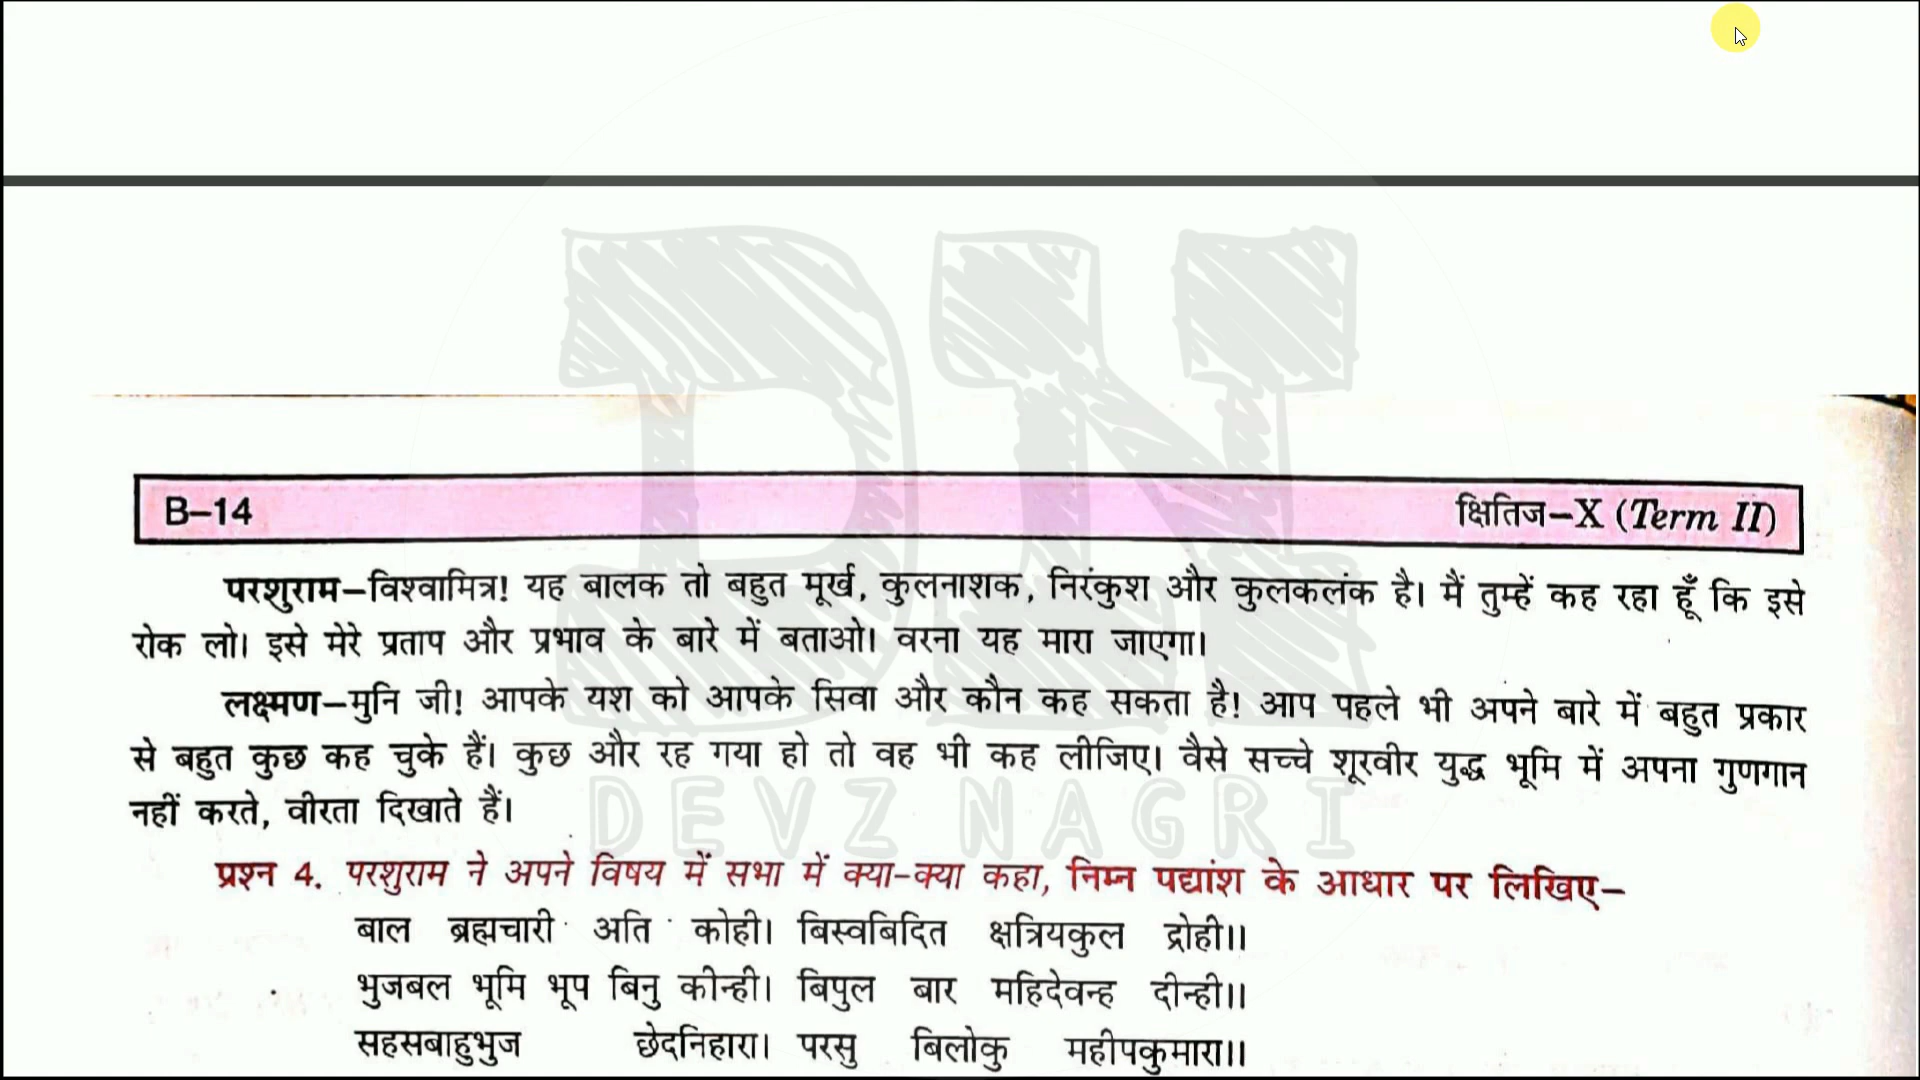 B–14 क्षितिज–X (Term II)
परशुराम–विश्वामित्र! यह बालक तो बहुत मूर्ख, कुलनाशक, निरंकुश और कुलकलंक है। मैं तुम्हें कह रहा हूँ कि इसे
रोक लो। इसे मेरे प्रताप और प्रभाव के बारे में बताओ। वरना यह मारा जाएगा।
लक्ष्मण–मुनि जी! आपके यश को आपके सिवा और कौन कह सकता है! आप पहले भी अपने बारे में बहुत प्रकार
से बहुत कुछ कह चुके हैं। कुछ और रह गया हो तो वह भी कह लीजिए। वैसे सच्चे शूरवीर युद्ध भूमि में अपना गुणगान
नहीं करते, वीरता दिखाते हैं।
DEVZ NAGRI
प्रश्न 4. परशुराम ने अपने विषय में सभा में क्या-क्या कहा, निम्न पद्यांश के आधार पर लिखिए–
बाल ब्रह्मचारी अति कोही। बिस्वबिदित क्षत्रियकुल द्रोही॥
भुजबल भूमि भूप बिनु कीन्ही। बिपुल बार महिदेवन्ह दीन्ही॥
सहसबाहुभुज छेदनिहारा। परसु बिलोकु महीपकुमारा॥
DN